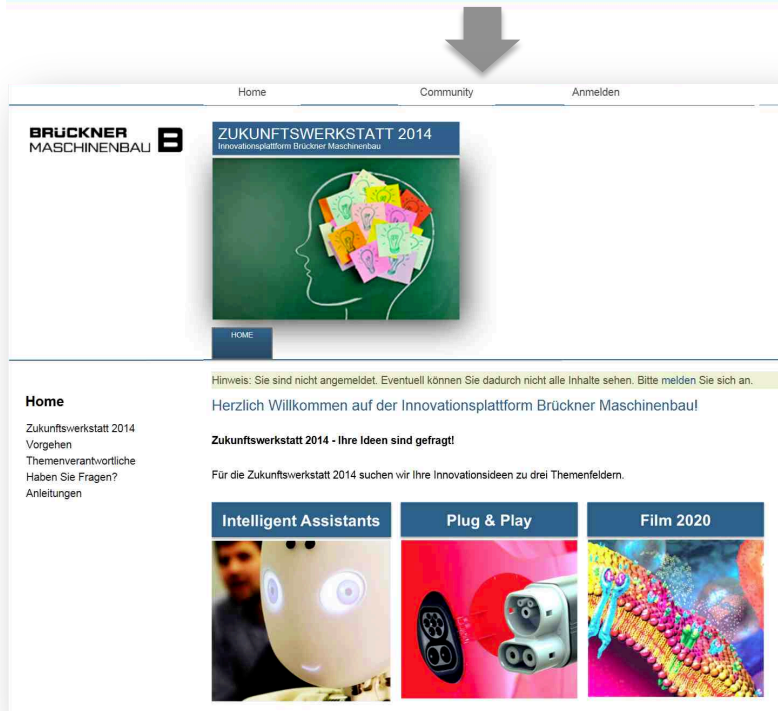 Home Community Anmelden
BRÜCKNER
MASCHINENBAU
ZUKUNFTSWERKSTATT 2014
Innovationsplattform Brückner Maschinenbau
HOME
Hinweis: Sie sind nicht angemeldet. Eventuell können Sie dadurch nicht alle Inhalte sehen. Bitte melden Sie sich an.
Home
Herzlich Willkommen auf der Innovationsplattform Brückner Maschinenbau!
Zukunftswerkstatt 2014
Vorgehen
Themenverantwortliche
Haben Sie Fragen?
Anleitungen
Zukunftswerkstatt 2014 - Ihre Ideen sind gefragt!
Für die Zukunftswerkstatt 2014 suchen wir Ihre Innovationsideen zu drei Themenfeldern.
Intelligent Assistants
Plug & Play
Film 2020